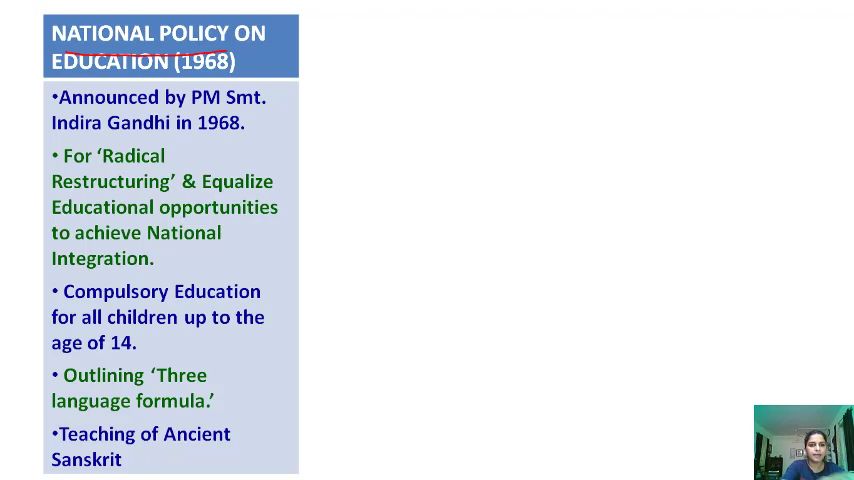 NATIONAL POLICY ON
EDUCATION (1968)
•Announced by PM Smt.
Indira Gandhi in 1968.
• For ‘Radical
Restructuring’ & Equalize
Educational opportunities
to achieve National
Integration.
• Compulsory Education
for all children up to the
age of 14.
• Outlining ‘Three
language formula.’
•Teaching of Ancient
Sanskrit